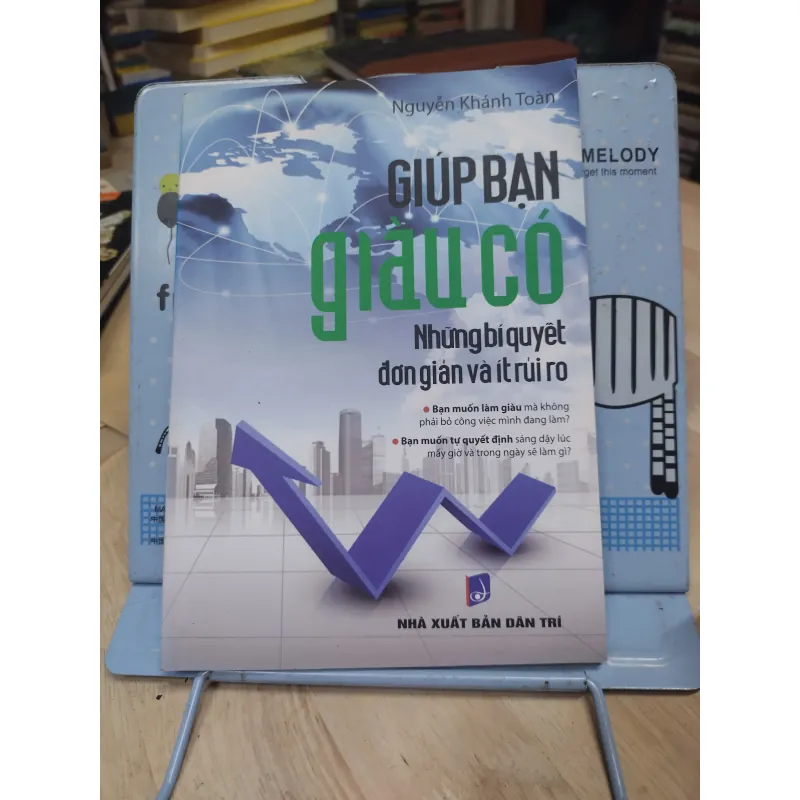 Nguyễn Khánh Toàn
GIÚP BẠN
giàu có
Những bí quyết
đơn giản và ít rủi ro
Bạn muốn làm giàu mà không
phải bỏ công việc mình đang làm?
Bạn muốn tự quyết định sáng dậy lúc
mấy giờ và trong ngày sẽ làm gì?
NHÀ XUẤT BẢN DÂN TRÍ
MELODY
get this moment
f